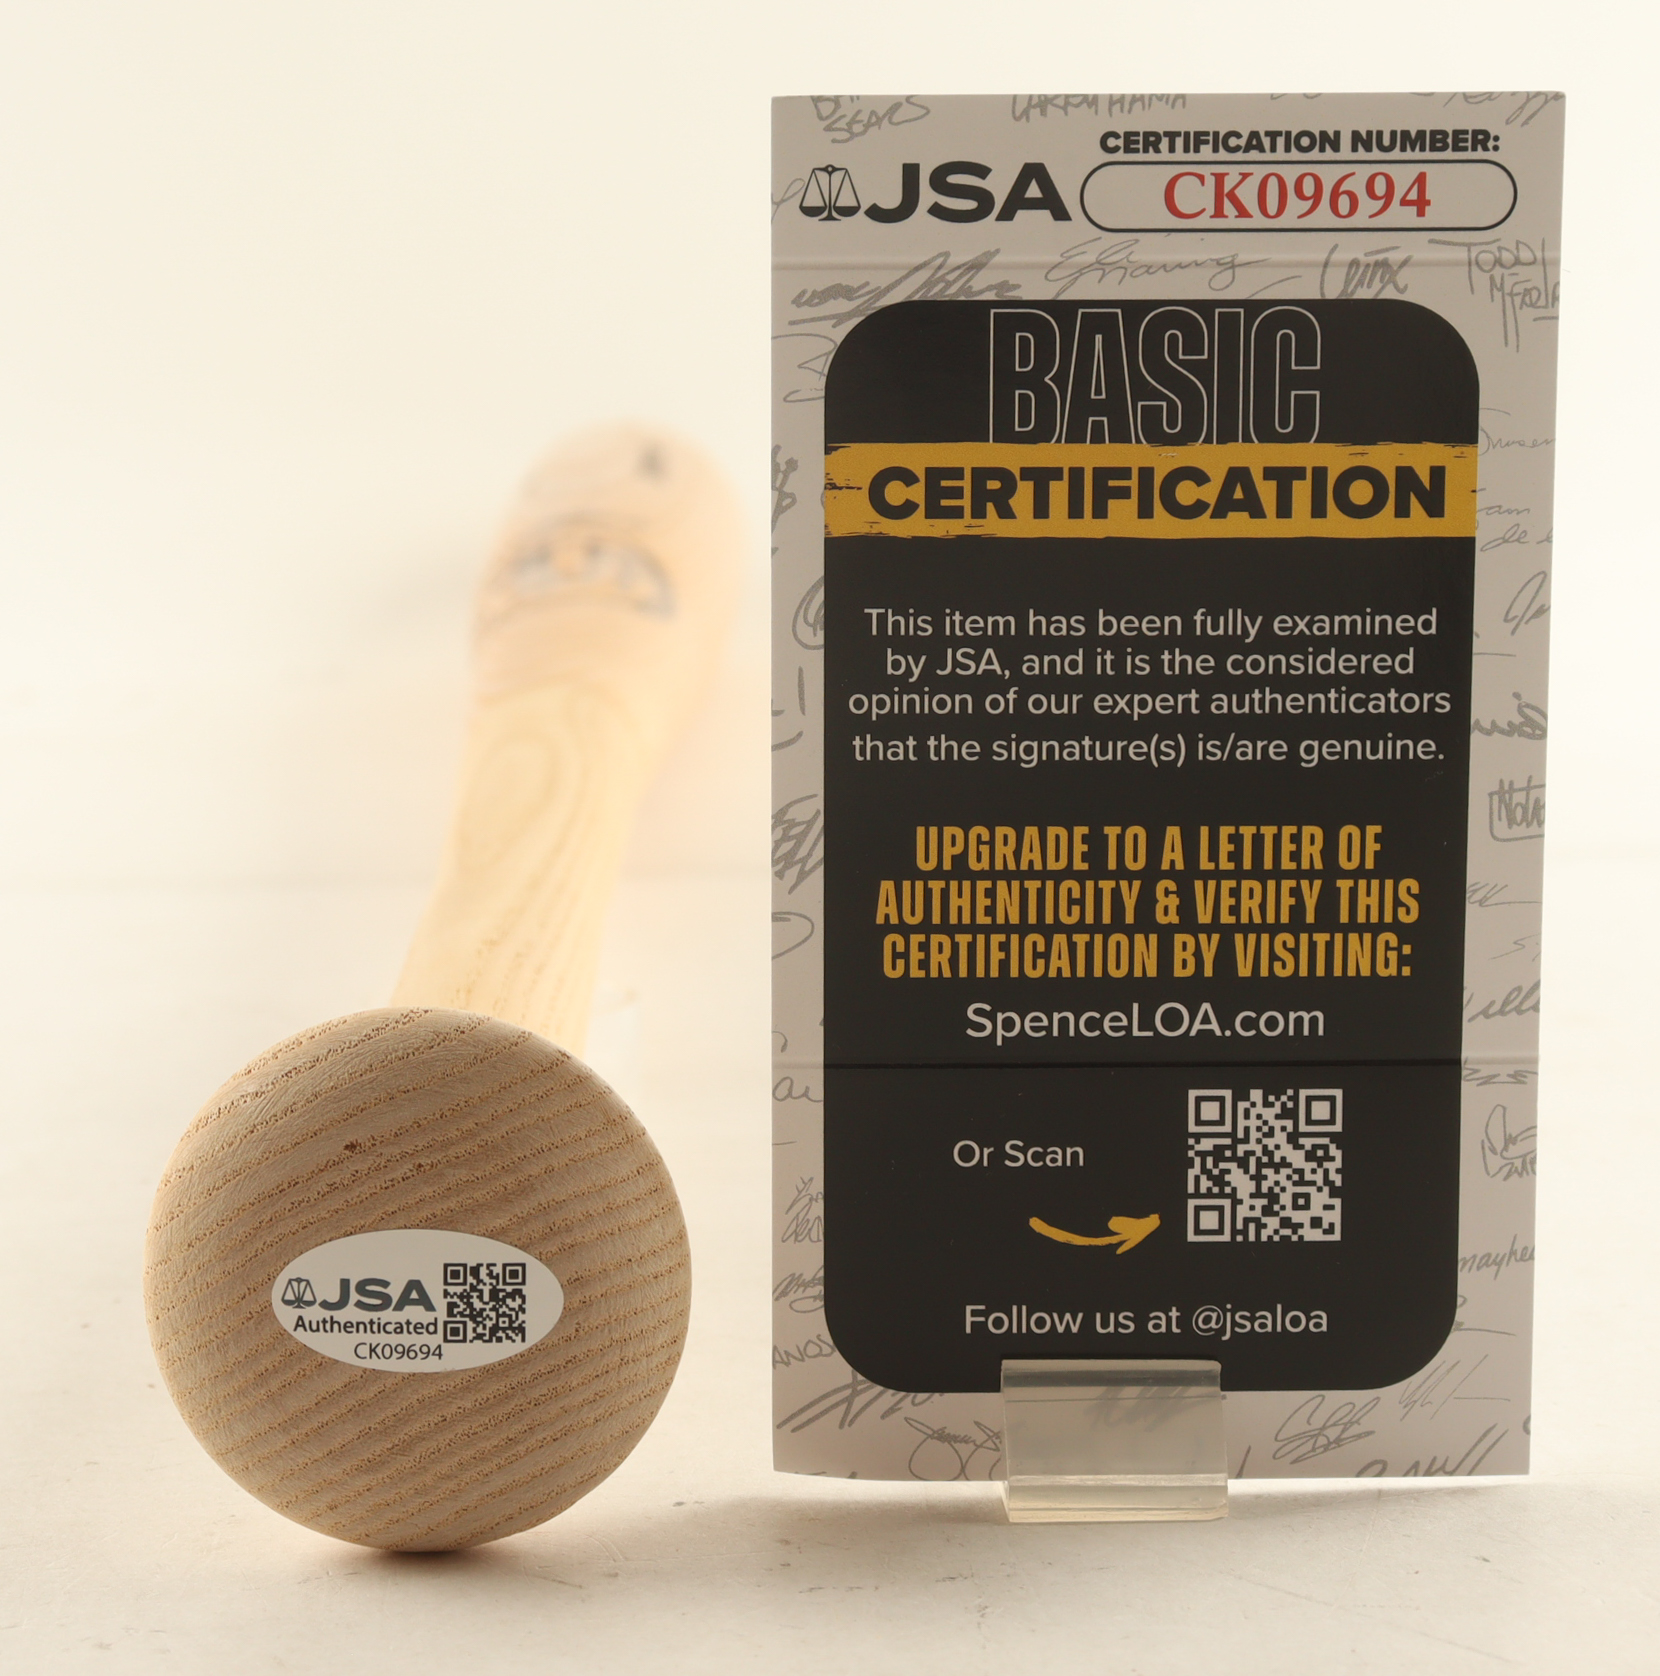 CERTIFICATION NUMBER:
JSA CK09694
BASIC
CERTIFICATION
This item has been fully examined
by JSA, and it is the considered
opinion of our expert authenticators
that the signature(s) is/are genuine.
UPGRADE TO A LETTER OF
AUTHENTICITY & VERIFY THIS
CERTIFICATION BY VISITING:
SpenceLOA.com
Or Scan
Follow us at @jsaloa
JSA
Authenticated
CK09694